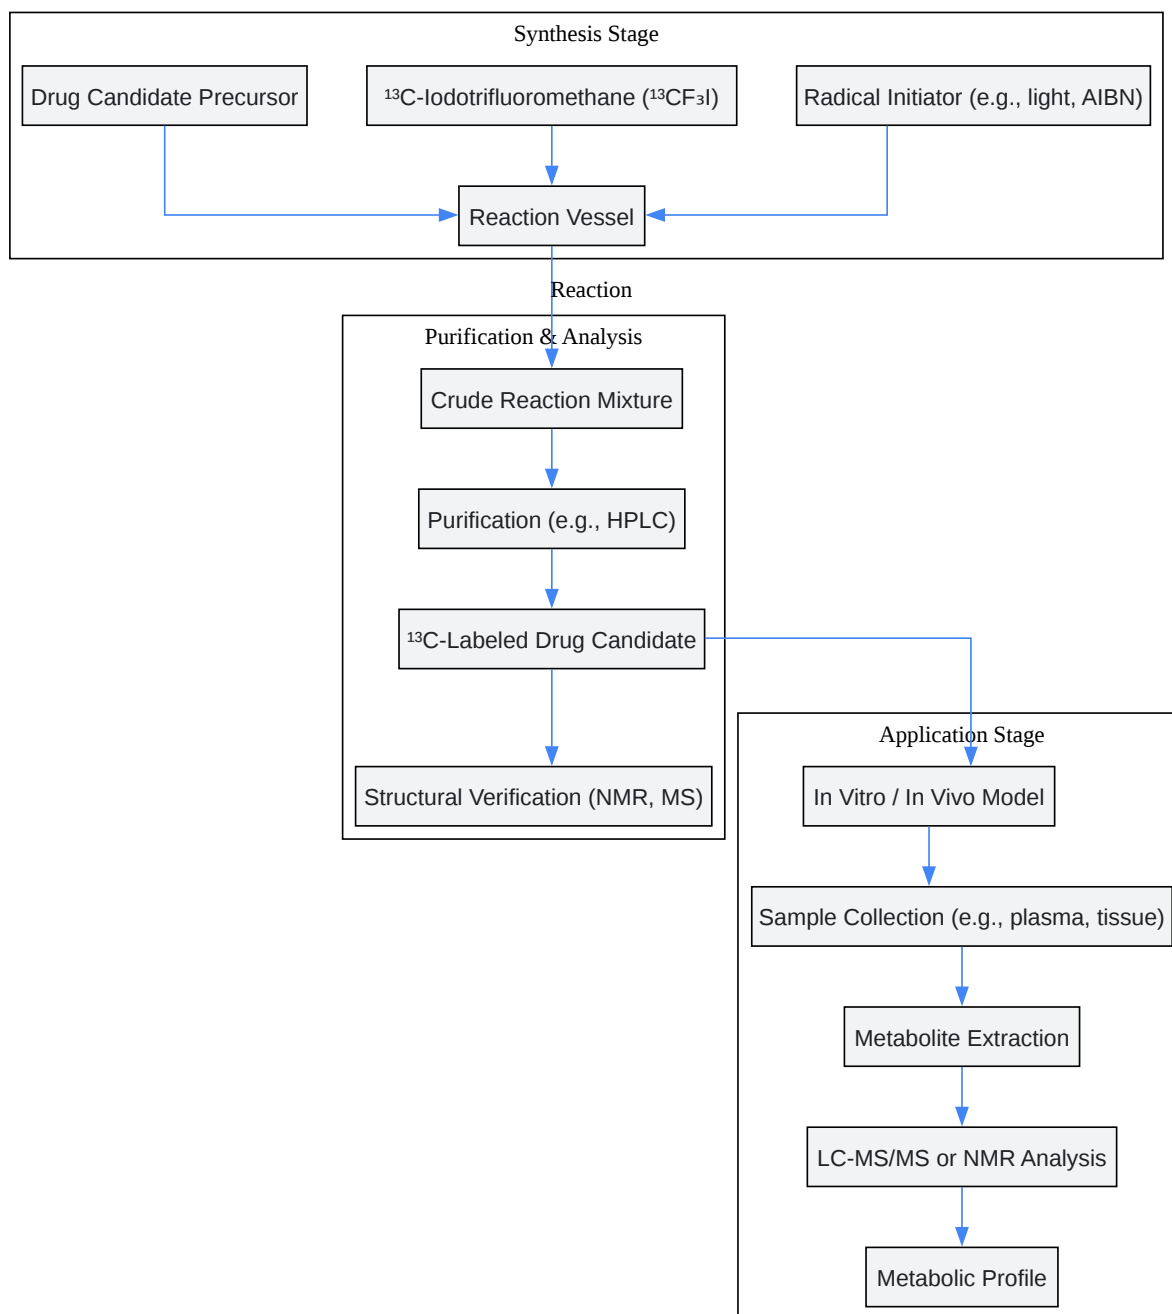 Synthesis Stage
Drug Candidate Precursor
¹³C-Iodotrifluoromethane (¹³CF₃I)
Radical Initiator (e.g., light, AIBN)
Reaction Vessel
Reaction
Purification & Analysis
Crude Reaction Mixture
Purification (e.g., HPLC)
¹³C-Labeled Drug Candidate
Structural Verification (NMR, MS)
Application Stage
In Vitro / In Vivo Model
Sample Collection (e.g., plasma, tissue)
Metabolite Extraction
LC-MS/MS or NMR Analysis
Metabolic Profile